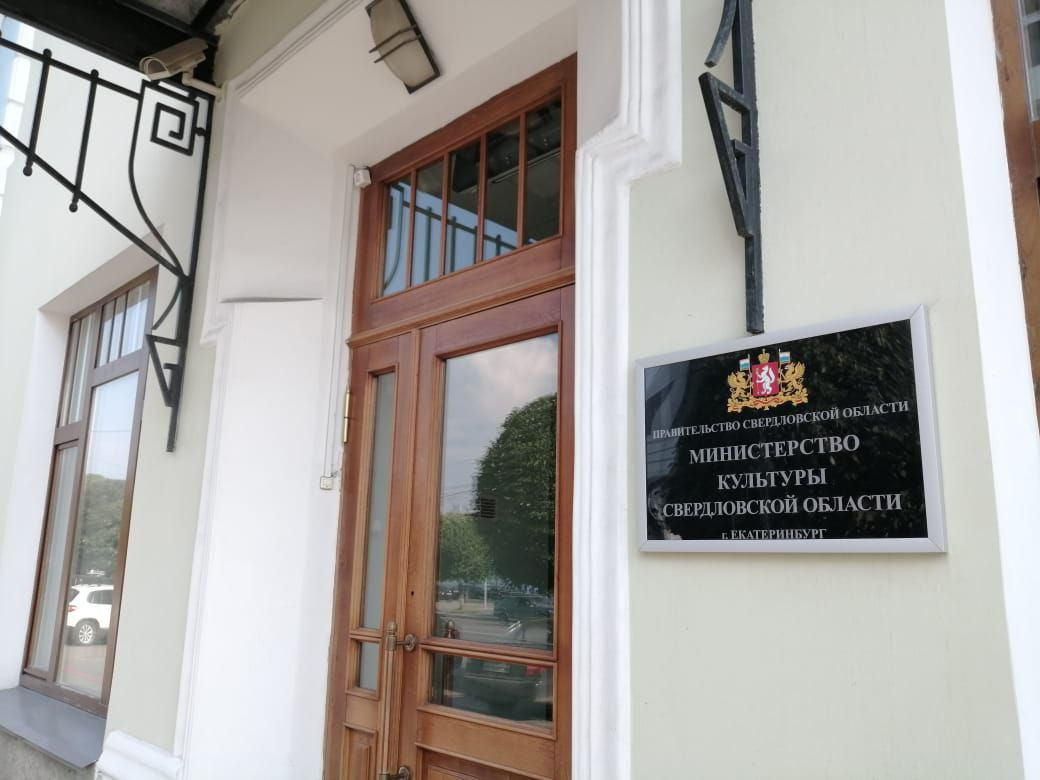 ПРАВИТЕЛЬСТВО СВЕРДЛОВСКОЙ ОБЛАСТИ
МИНИСТЕРСТВО
КУЛЬТУРЫ
СВЕРДЛОВСКОЙ ОБЛАСТИ
г. ЕКАТЕРИНБУРГ